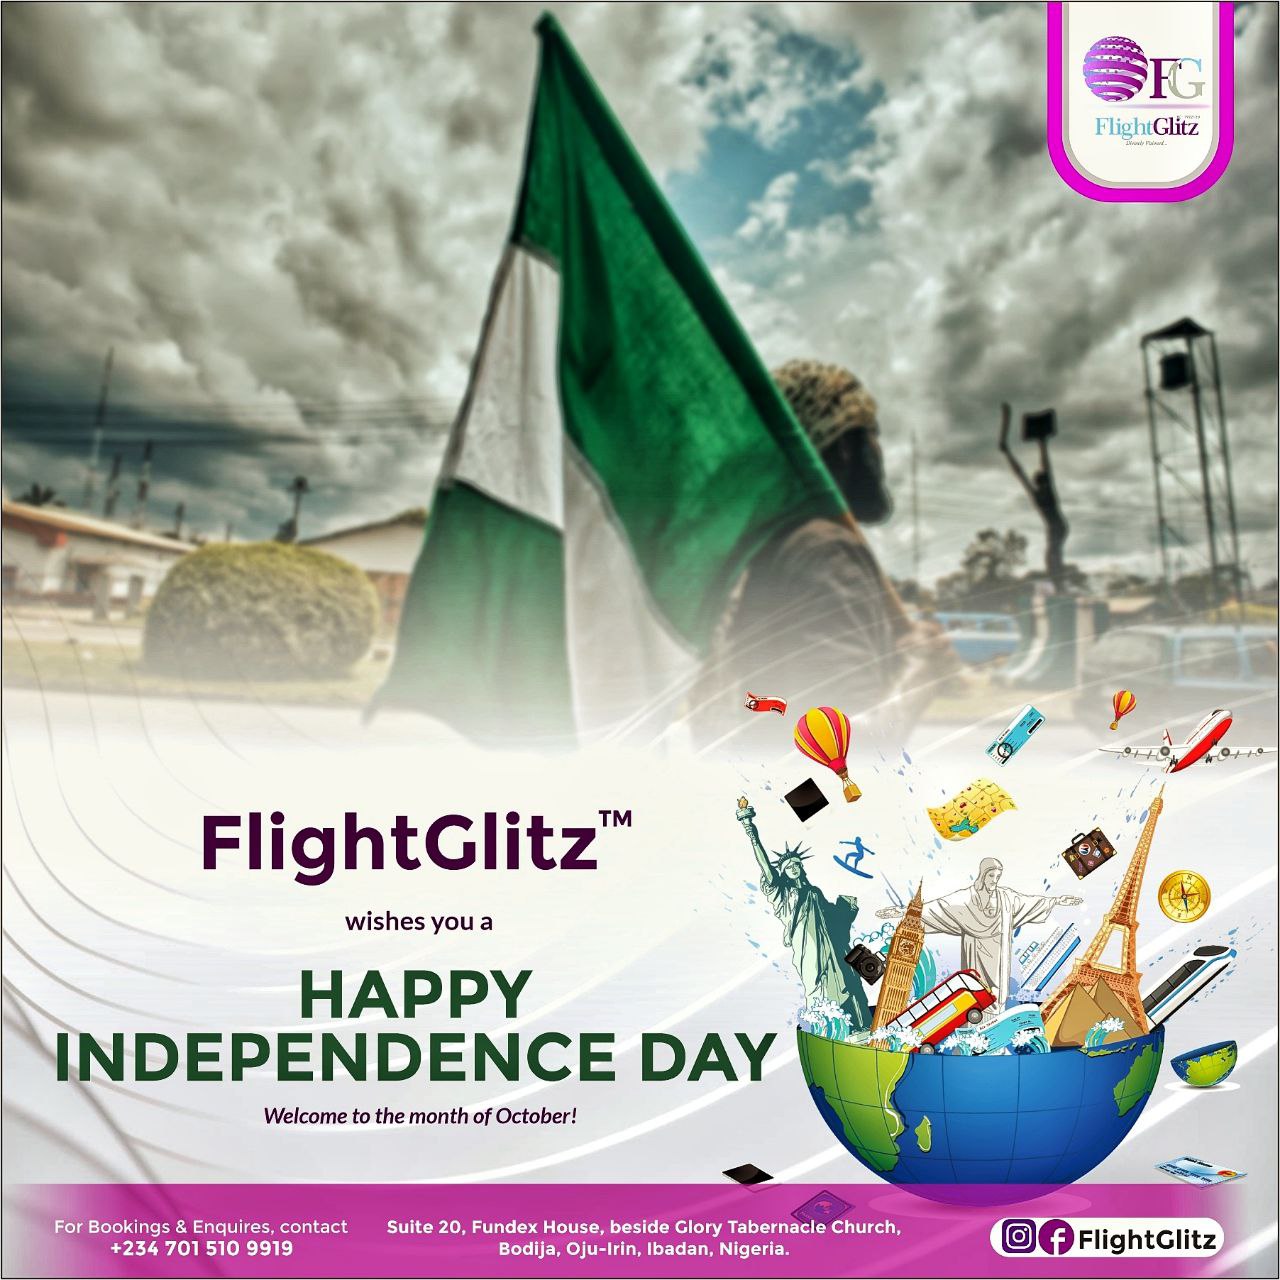 FG
FlightGlitz
FlightGlitz™
wishes you a
HAPPY
INDEPENDENCE DAY
Welcome to the month of October!
For Bookings & Enquires, contact
+234 701 510 9919
Suite 20, Fundex House, beside Glory Tabernacle Church,
Bodija, Oju-Irin, Ibadan, Nigeria.
FlightGlitz